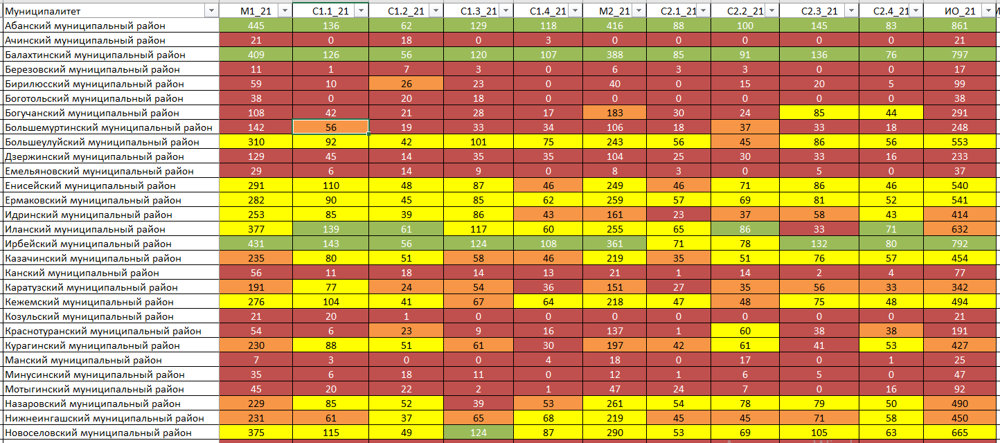 Муниципалитет М1_21 С1.1_21 С1.2_21 С1.3_21 С1.4_21 М2_21 С2.1_21 С2.2_21 С2.3_21 С2.4_21 ИО_21
Абанский муниципальный район 445 136 62 129 118 416 88 100 145 83 861
Ачинский муниципальный район 21 0 18 0 3 0 0 0 0 0 21
Балахтинский муниципальный район 409 126 56 120 107 388 85 91 136 76 797
Березовский муниципальный район 11 1 7 3 0 6 3 3 0 0 17
Бирилюсский муниципальный район 59 10 26 23 0 40 0 15 20 5 99
Боготольский муниципальный район 38 0 20 18 0 0 0 0 0 0 38
Богучанский муниципальный район 108 42 21 28 17 183 30 24 85 44 291
Большемуртинский муниципальный район 142 56 19 33 34 106 18 37 33 18 248
Большеулуйский муниципальный район 310 92 42 101 75 243 56 45 86 56 553
Дзержинский муниципальный район 129 45 14 35 35 104 25 30 33 16 233
Емельяновский муниципальный район 29 6 14 9 0 8 3 0 5 0 37
Енисейский муниципальный район 291 110 48 87 46 249 46 71 86 46 540
Ермаковский муниципальный район 282 90 45 85 62 259 57 69 81 52 541
Идринский муниципальный район 253 85 39 86 43 161 23 37 58 43 414
Иланский муниципальный район 377 139 61 117 60 255 65 86 33 71 632
Ирбейский муниципальный район 431 143 56 124 108 361 71 78 132 80 792
Казачинский муниципальный район 235 80 51 58 46 219 35 51 76 57 454
Канский муниципальный район 56 11 18 14 13 21 1 14 2 4 77
Каратузский муниципальный район 191 77 24 54 36 151 27 35 56 33 342
Кежемский муниципальный район 276 104 41 67 64 218 47 48 75 48 494
Козульский муниципальный район 21 20 1 0 0 0 0 0 0 0 21
Краснотуранский муниципальный район 54 6 23 9 16 137 1 60 38 38 191
Курагинский муниципальный район 230 88 51 61 30 197 42 61 41 53 427
Манский муниципальный район 7 3 0 0 4 18 0 17 0 1 25
Минусинский муниципальный район 35 6 18 11 0 12 1 6 5 0 47
Мотыгинский муниципальный район 45 20 22 2 1 47 24 7 0 16 92
Назаровский муниципальный район 229 85 52 39 53 261 54 78 79 50 490
Нижнеингашский муниципальный район 231 61 37 65 68 219 45 45 71 58 450
Новоселовский муниципальный район 375 115 49 124 87 290 53 69 105 63 665